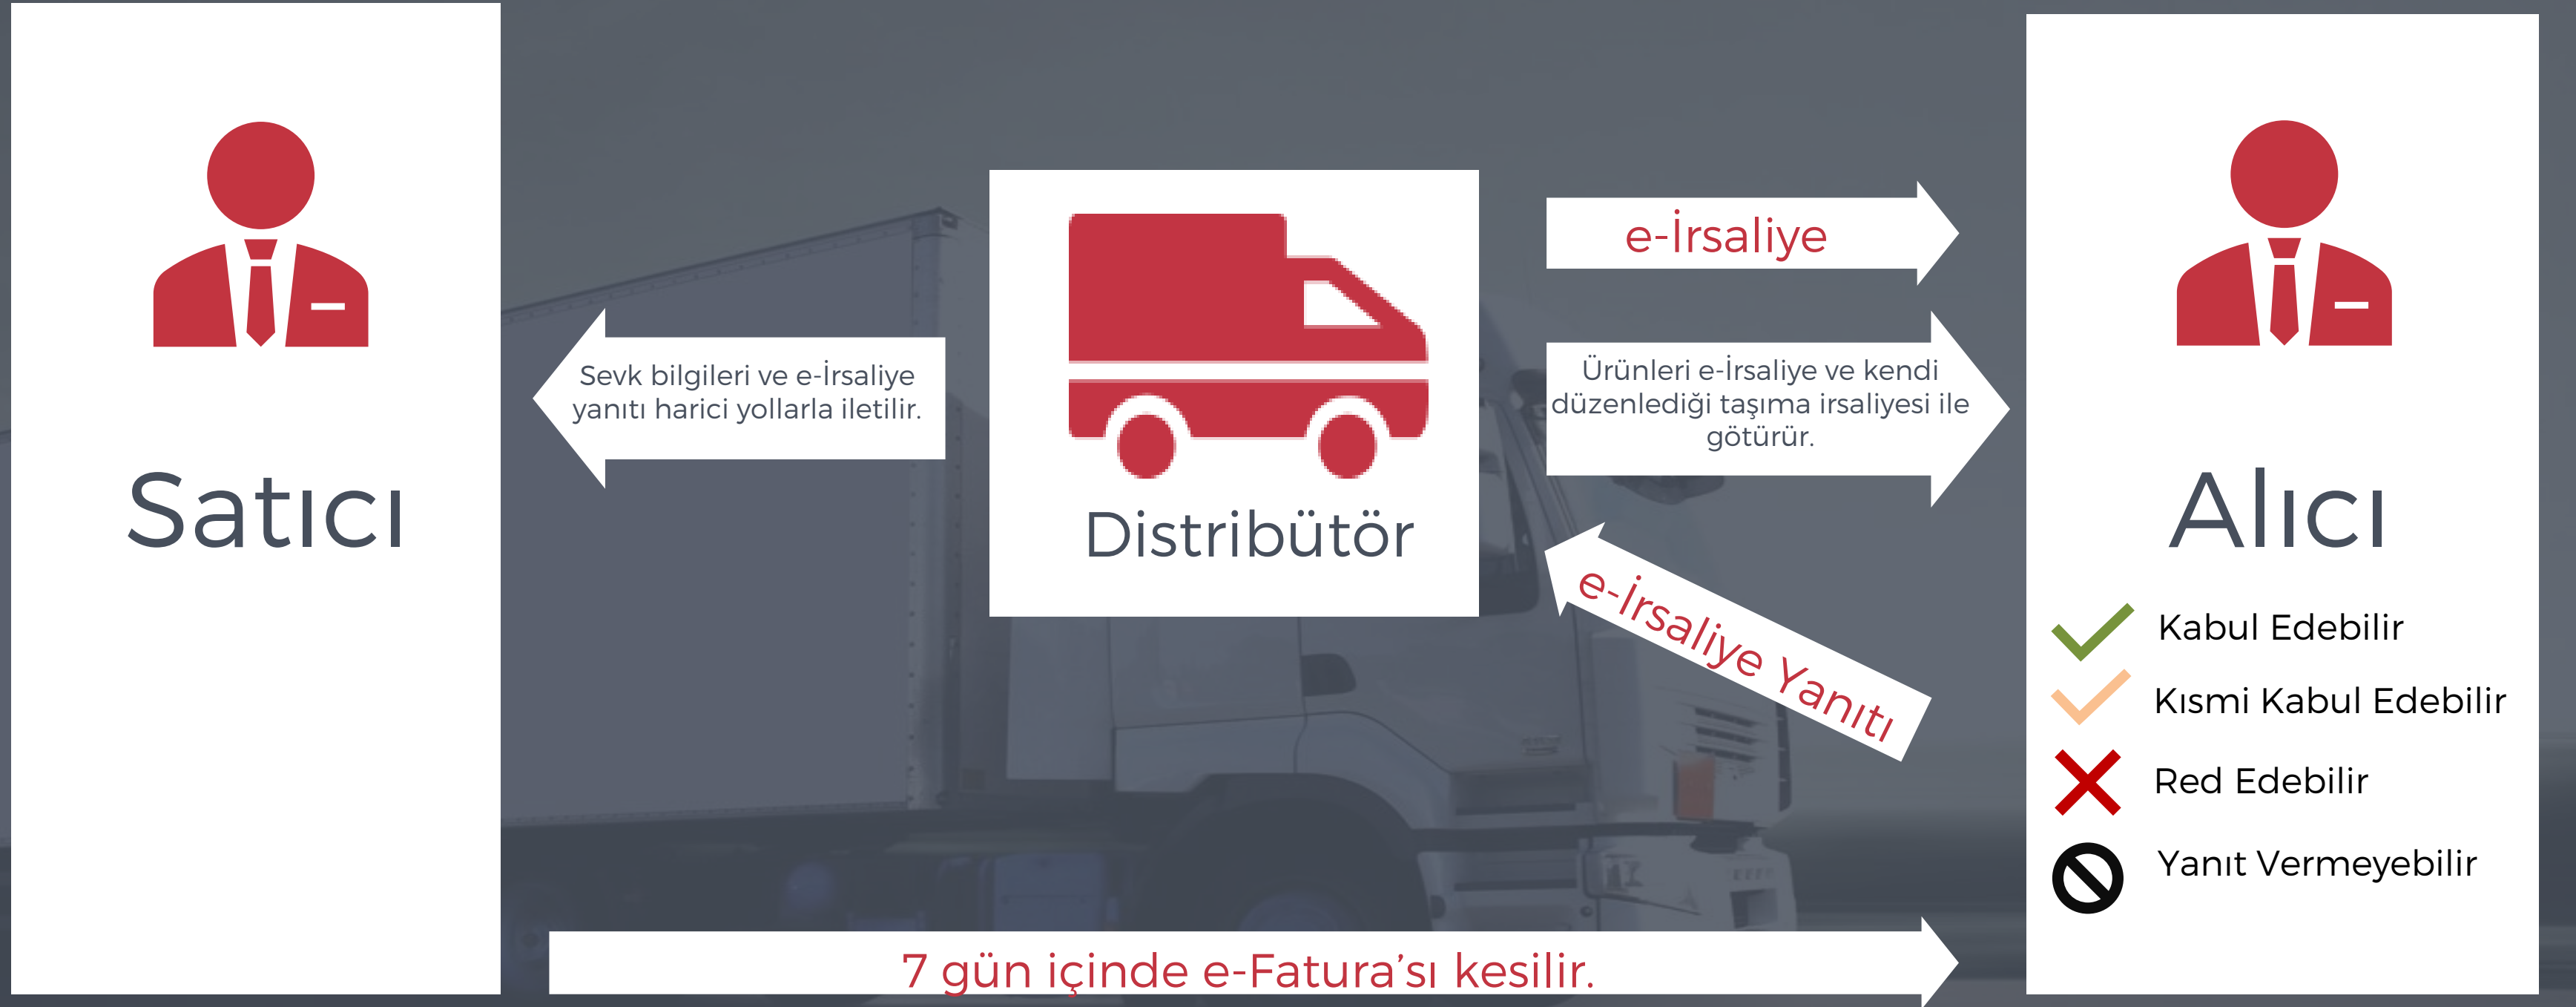 Satıcı
Sevk bilgileri ve e-İrsaliye
yanıtı harici yollarla iletilir.
Distribütör
e-İrsaliye
Ürünleri e-İrsaliye ve kendi
düzenlediği taşıma irsaliyesi ile
götürür.
e-İrsaliye Yanıtı
Alıcı
Kabul Edebilir
Kısmi Kabul Edebilir
Red Edebilir
Yanıt Vermeyebilir
7 gün içinde e-Fatura’sı kesilir.